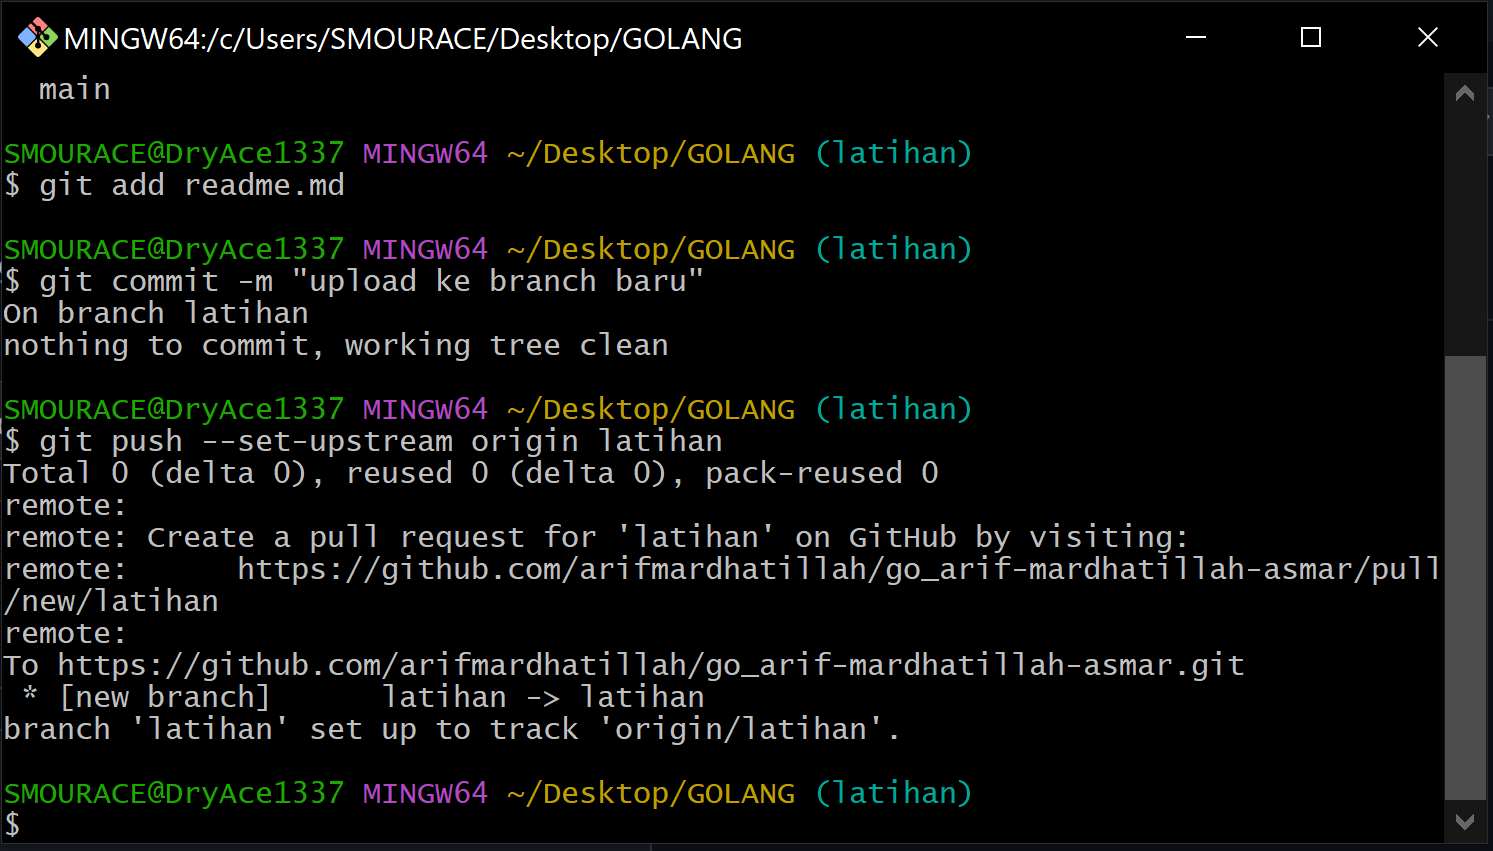 MINGW64:/c/Users/SMOURACE/Desktop/GOLANG
  main
SMOURACE@DryAce1337 MINGW64 ~/Desktop/GOLANG (latihan)
$ git add readme.md
SMOURACE@DryAce1337 MINGW64 ~/Desktop/GOLANG (latihan)
$ git commit -m "upload ke branch baru"
On branch latihan
nothing to commit, working tree clean
SMOURACE@DryAce1337 MINGW64 ~/Desktop/GOLANG (latihan)
$ git push --set-upstream origin latihan
Total 0 (delta 0), reused 0 (delta 0), pack-reused 0
remote:
remote: Create a pull request for 'latihan' on GitHub by visiting:
remote:      https://github.com/arifmardhatillah/go_arif-mardhatillah-asmar/pull
/new/latihan
remote:
To https://github.com/arifmardhatillah/go_arif-mardhatillah-asmar.git
 * [new branch]      latihan -> latihan
branch 'latihan' set up to track 'origin/latihan'.
SMOURACE@DryAce1337 MINGW64 ~/Desktop/GOLANG (latihan)
$